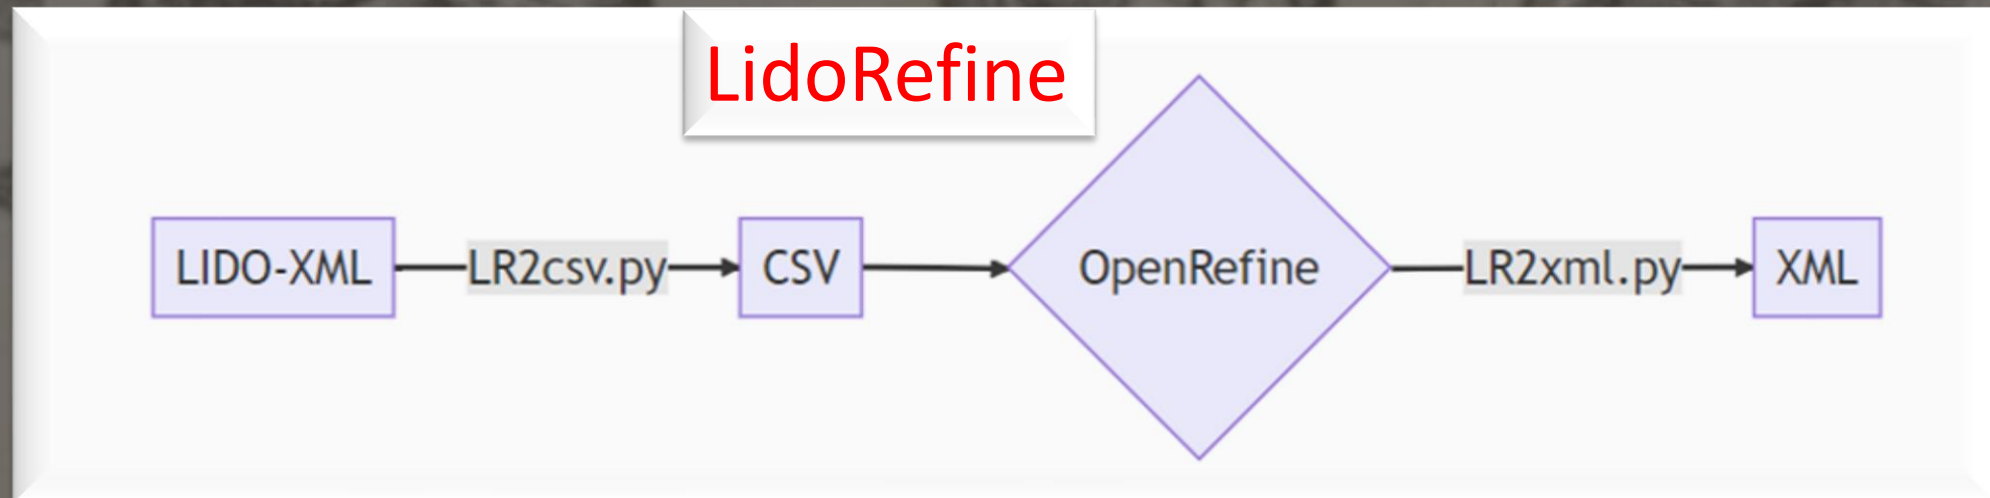 LidoRefine
LIDO-XML
LR2csv.py
CSV
OpenRefine
LR2xml.py
XML